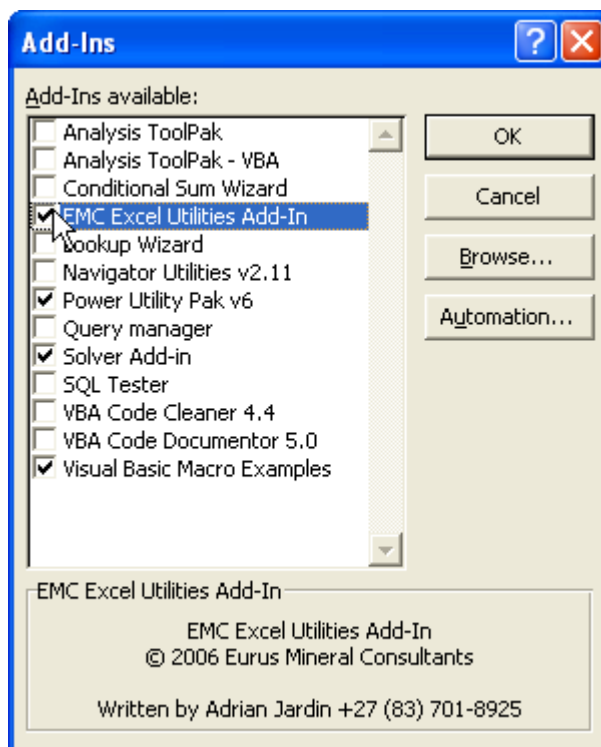 Add-Ins
Add-Ins available:
Analysis ToolPak
Analysis ToolPak - VBA
Conditional Sum Wizard
EMC Excel Utilities Add-In
Lookup Wizard
Navigator Utilities v2.11
Power Utility Pak v6
Query manager
Solver Add-in
SQL Tester
VBA Code Cleaner 4.4
VBA Code Documentor 5.0
Visual Basic Macro Examples
OK
Cancel
Browse...
Automation...
EMC Excel Utilities Add-In
EMC Excel Utilities Add-In
© 2006 Eurus Mineral Consultants
Written by Adrian Jardin +27 (83) 701-8925